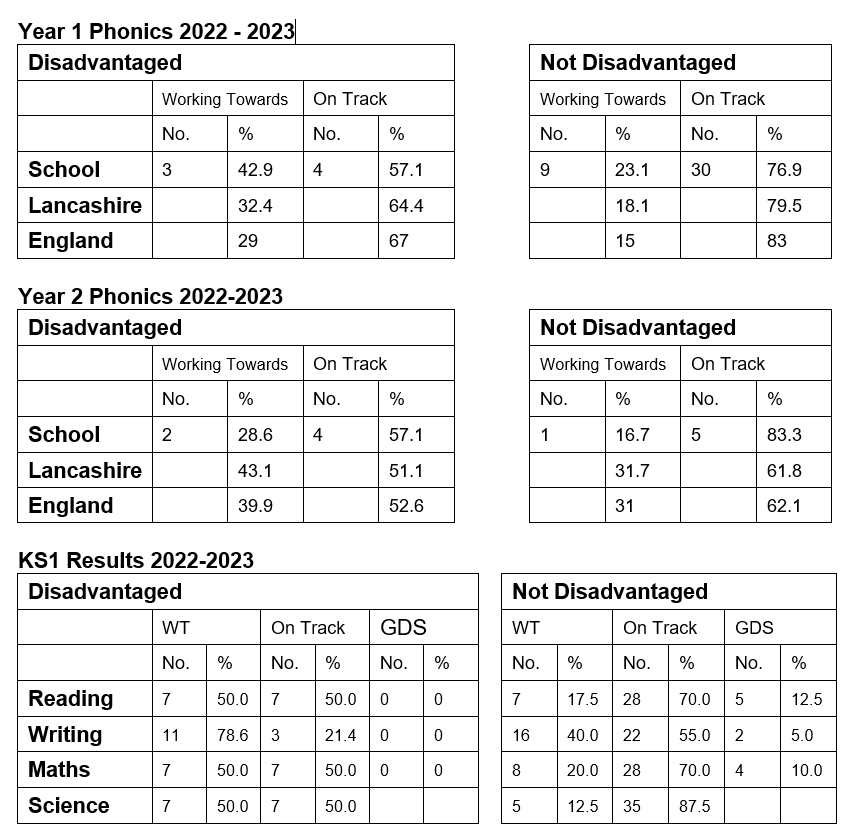 Year 1 Phonics 2022 - 2023
Disadvantaged Not Disadvantaged
Working Towards On Track Working Towards On Track
No. % No. % No. % No. %
School 3 42.9 4 57.1 9 23.1 30 76.9
Lancashire 32.4 64.4 18.1 79.5
England 29 67 15 83
Year 2 Phonics 2022-2023
Disadvantaged Not Disadvantaged
Working Towards On Track Working Towards On Track
No. % No. % No. % No. %
School 2 28.6 4 57.1 1 16.7 5 83.3
Lancashire 43.1 51.1 31.7 61.8
England 39.9 52.6 31 62.1
KS1 Results 2022-2023
Disadvantaged Not Disadvantaged
WT On Track GDS WT On Track GDS
No. % No. % No. % No. % No. % No. %
Reading 7 50.0 7 50.0 0 0 7 17.5 28 70.0 5 12.5
Writing 11 78.6 3 21.4 0 0 16 40.0 22 55.0 2 5.0
Maths 7 50.0 7 50.0 0 0 8 20.0 28 70.0 4 10.0
Science 7 50.0 7 50.0 5 12.5 35 87.5